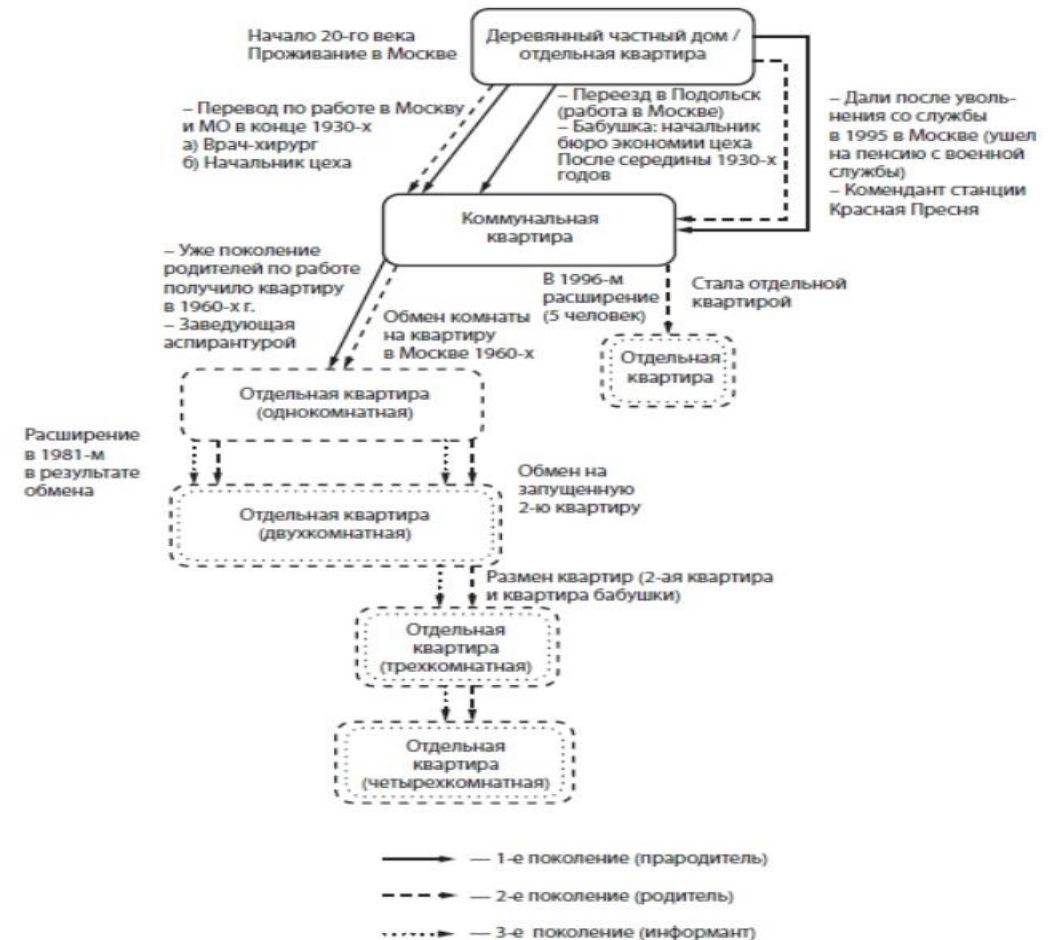 Начало 20-го века
Проживание в Москве
Деревянный частный дом /
отдельная квартира
– Перевод по работе в Москву
и МО в конце 1930-х
а) Врач-хирург
б) Начальник цеха
– Переезд в Подольск
(работа в Москве)
– Бабушка: начальник
бюро экономии цеха
После середины 1930-х
годов
– Дали после уволь-
нения со службы
в 1995 в Москве (ушел
на пенсию с военной
службы)
– Комендант станции
Красная Пресня
Коммунальная
квартира
– Уже поколение
родителей по работе
получило квартиру
в 1960-х г.
– Заведующая
аспирантурой
Обмен комнаты
на квартиру
в Москве 1960-х
В 1996-м
расширение
(5 человек)
Стала отдельной
квартирой
Отдельная
квартира
Отдельная квартира
(однокомнатная)
Расширение
в 1981-м
в результате
обмена
Обмен на
запущенную
2-ю квартиру
Отдельная квартира
(двухкомнатная)
Размен квартир (2-ая квартира
и квартира бабушки)
Отдельная
квартира
(трехкомнатная)
Отдельная
квартира
(четырехкомнатная)
— 1-е поколение (прародитель)
— 2-е поколение (родитель)
— 3-е поколение (информант)